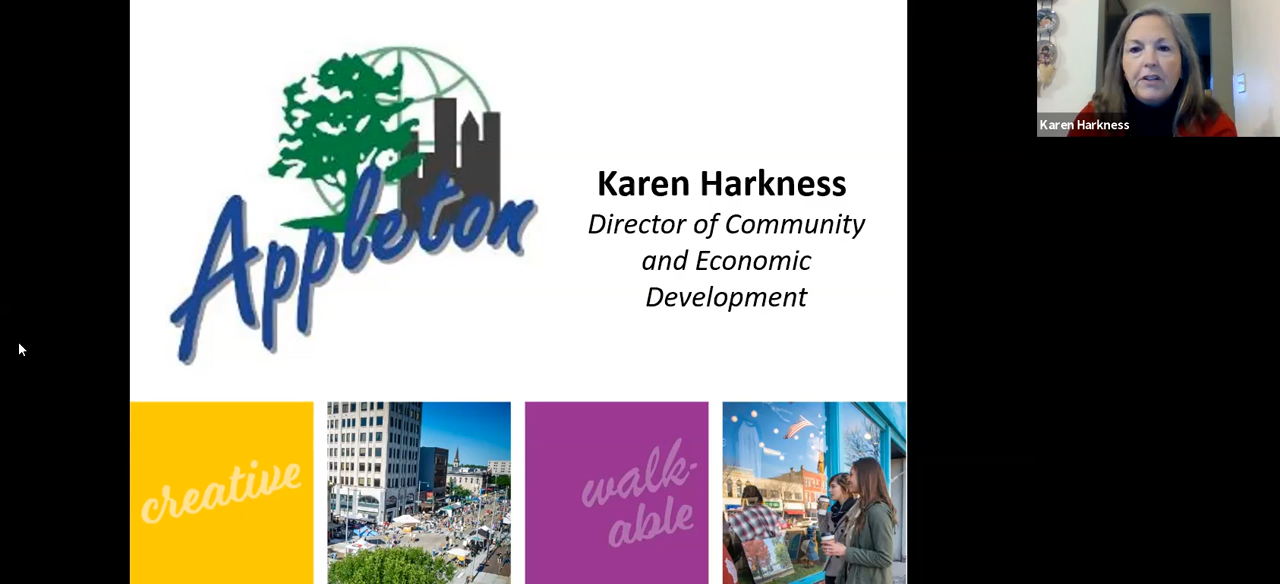 Appleton
Karen Harkness
Director of Community
and Economic
Development
creative
walk-
able
Karen Harkness